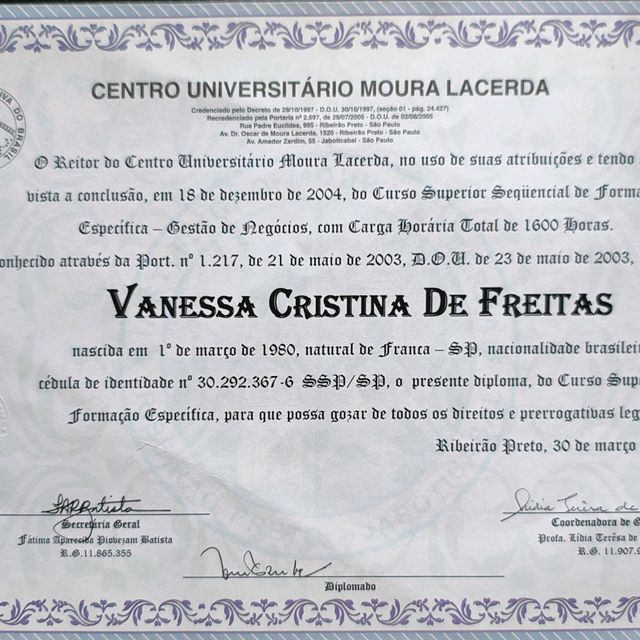 CENTRO UNIVERSITÁRIO MOURA LACERDA
Credenciado pelo Decreto de 29/10/1997 - D.O.U. 30/10/1997, (seção 01 - pág. 24.427)
Recredenciado pela Portaria nº 2.697, de 29/07/2005 - D.O.U. de 02/08/2005
Rua Padre Euclides, 995 - Ribeirão Preto - São Paulo
Av. Dr. Oscar de Moura Lacerda, 1520 - Ribeirão Preto - São Paulo
Av. Amador Zardim, 55 - Jaboticabal - São Paulo
IVA DO BRASIL
O Reitor do Centro Universitário Moura Lacerda, no uso de suas atribuições e tendo
vista a conclusão, em 18 de dezembro de 2004, do Curso Superior Seqüencial de Forma
Específica – Gestão de Negócios, com Carga Horária Total de 1600 Horas.
onhecido através da Port. nº 1.217, de 21 de maio de 2003, D.O.U. de 23 de maio de 2003,
VANESSA CRISTINA DE FREITAS
nascida em 1º de março de 1980, natural de Franca – SP, nacionalidade brasilei
cédula de identidade nº 30.292.367-6 SSP/SP, o presente diploma, do Curso Sup
Formação Específica, para que possa gozar de todos os direitos e prerrogativas leg
Ribeirão Preto, 30 de março
Secretária Geral
Fátima Aparecida Piovezam Batista
R.G. 11.865.355
Coordenadora de G
Profa. Lídia Terêsa de
R.G. 11.907.9
Diplomado